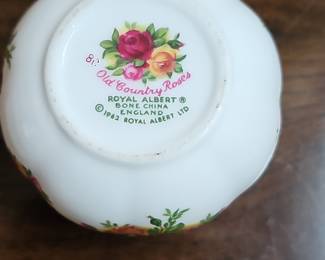 Old Country Roses
ROYAL ALBERT ®
BONE CHINA
ENGLAND
© 1962 ROYAL ALBERT LTD